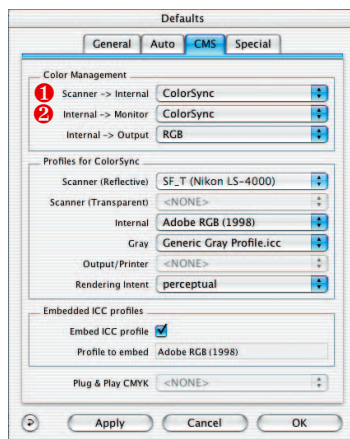 Defaults
General Auto CMS Special
Color Management
1 Scanner -> Internal ColorSync
2 Internal -> Monitor ColorSync
Internal -> Output RGB
Profiles for ColorSync
Scanner (Reflective) SF_T (Nikon LS-4000)
Scanner (Transparent) <NONE>
Internal Adobe RGB (1998)
Gray Generic Gray Profile.icc
Output/Printer <NONE>
Rendering Intent perceptual
Embedded ICC profiles
Embed ICC profile
Profile to embed Adobe RGB (1998)
Plug & Play CMYK <NONE>
? Apply Cancel OK